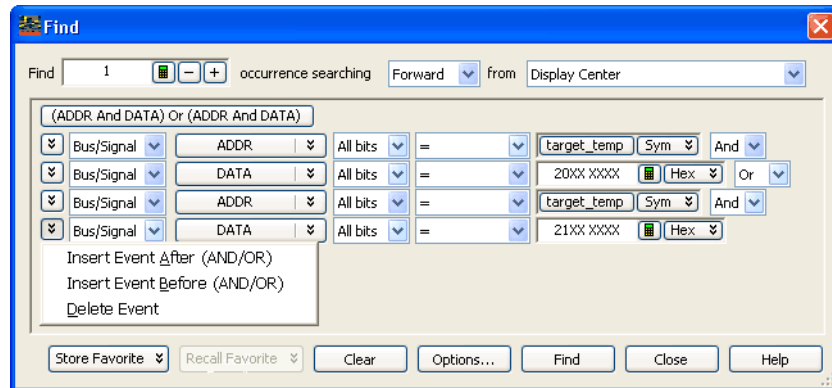 Find
Find 1 − + occurrence searching Forward from Display Center
(ADDR And DATA) Or (ADDR And DATA)
Bus/Signal ADDR All bits = target_temp Sym And
Bus/Signal DATA All bits = 20XX XXXX Hex Or
Bus/Signal ADDR All bits = target_temp Sym And
Bus/Signal DATA All bits = 21XX XXXX Hex
Insert Event After (AND/OR)
Insert Event Before (AND/OR)
Delete Event
Store Favorite Recall Favorite Clear Options... Find Close Help